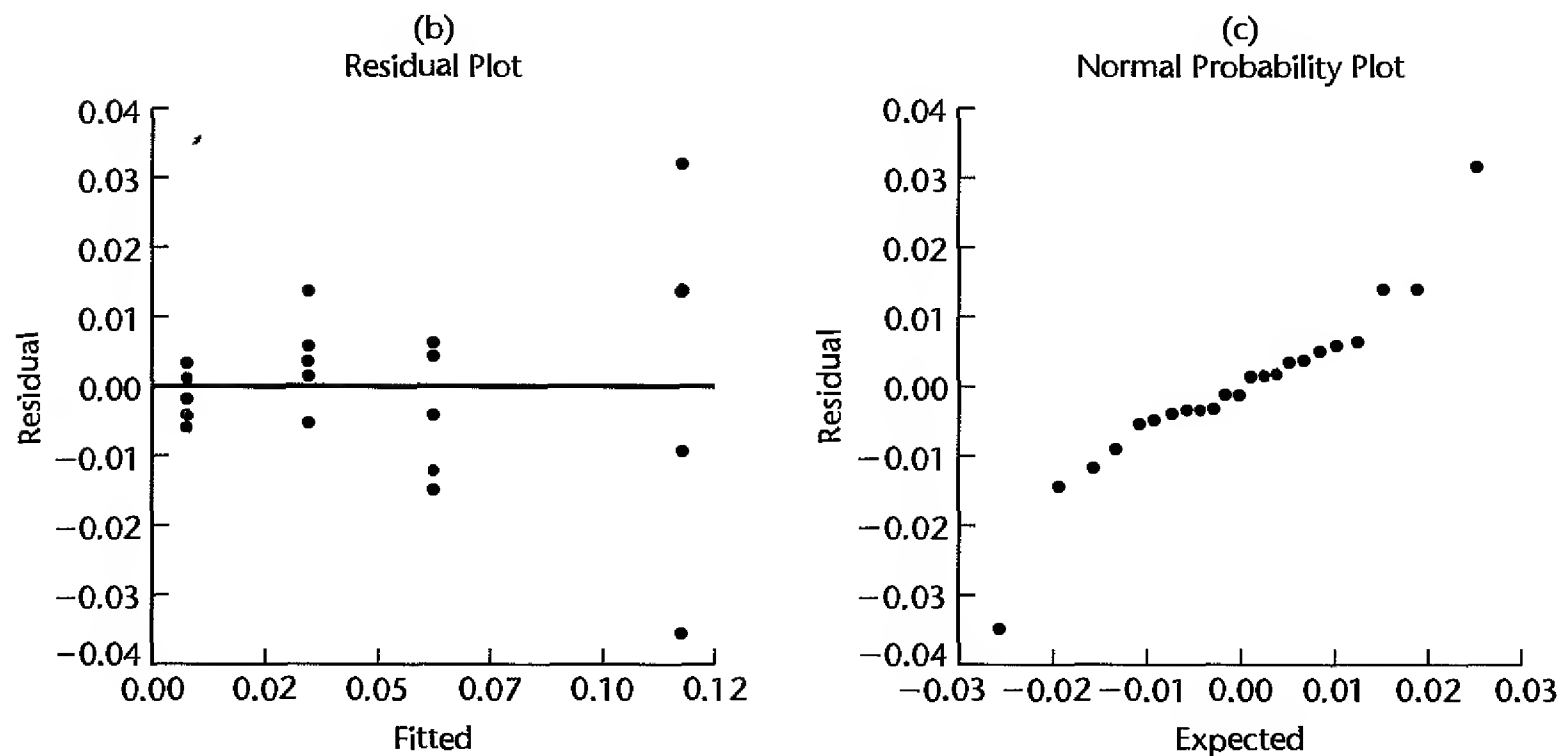 (b)
Residual Plot
0.04
0.03
0.02
0.01
0.00
−0.01
−0.02
−0.03
−0.04
Residual
0.00 0.02 0.05 0.07 0.10 0.12
Fitted
(c)
Normal Probability Plot
0.04
0.03
0.02
0.01
0.00
−0.01
−0.02
−0.03
−0.04
Residual
−0.03 −0.02 −0.01 0.00 0.01 0.02 0.03
Expected